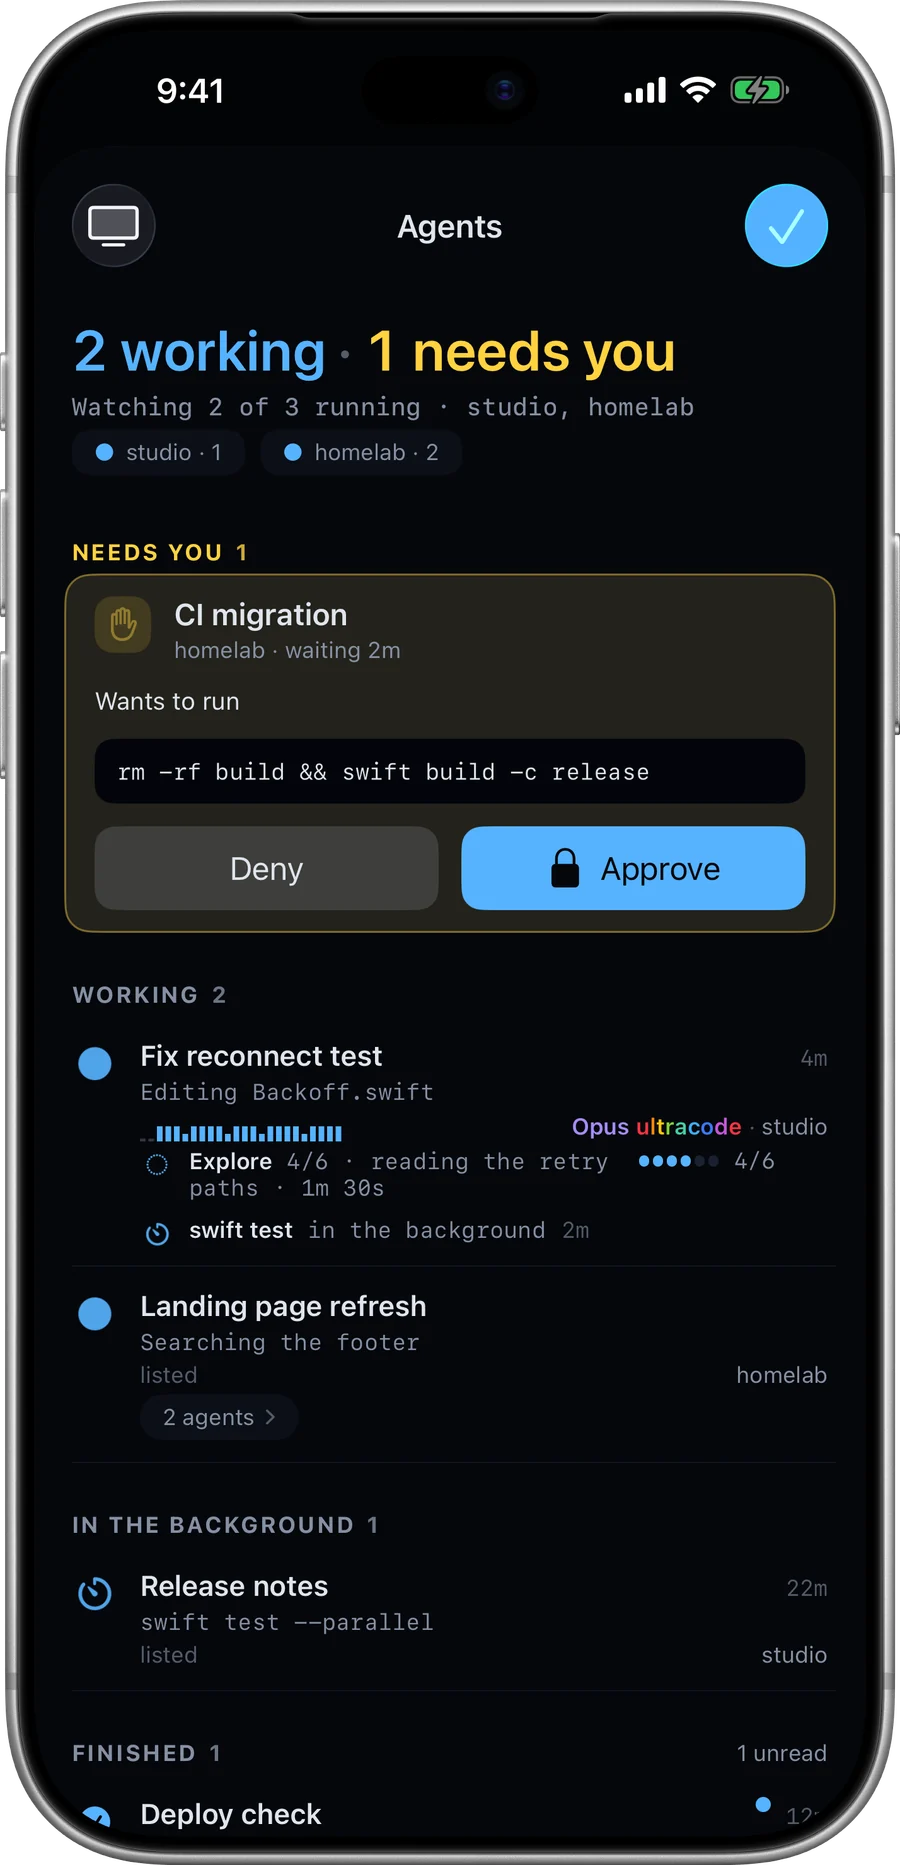 9:41
Agents
2 working · 1 needs you
Watching 2 of 3 running · studio, homelab
studio · 1
homelab · 2
NEEDS YOU 1
CI migration
homelab · waiting 2m
Wants to run
rm -rf build && swift build -c release
Deny
Approve
WORKING 2
Fix reconnect test 4m
Editing Backoff.swift
Opus ultracode · studio
Explore 4/6 · reading the retry 4/6
paths · 1m 30s
swift test in the background 2m
Landing page refresh
Searching the footer
listed homelab
2 agents
IN THE BACKGROUND 1
Release notes 22m
swift test --parallel
listed studio
FINISHED 1 1 unread
Deploy check